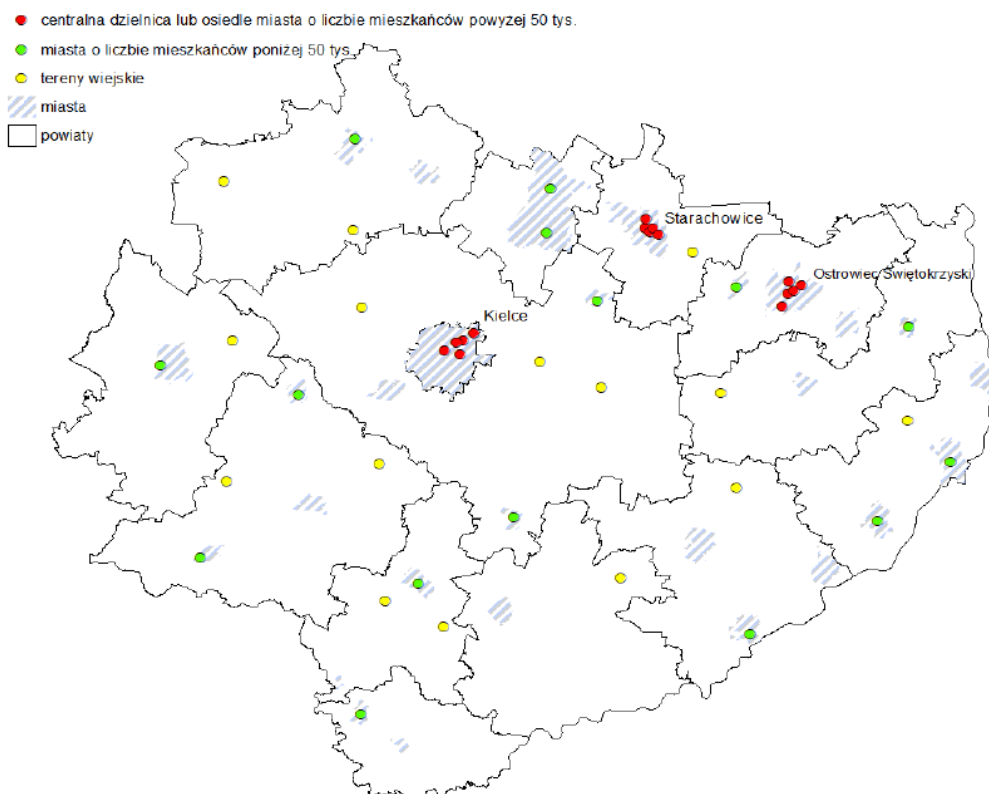 centralna dzielnica lub osiedle miasta o liczbie mieszkańców powyżej 50 tys.
miasta o liczbie mieszkańców poniżej 50 tys.
tereny wiejskie
miasta
powiaty
Starachowice
Ostrowiec Świętokrzyski
Kielce